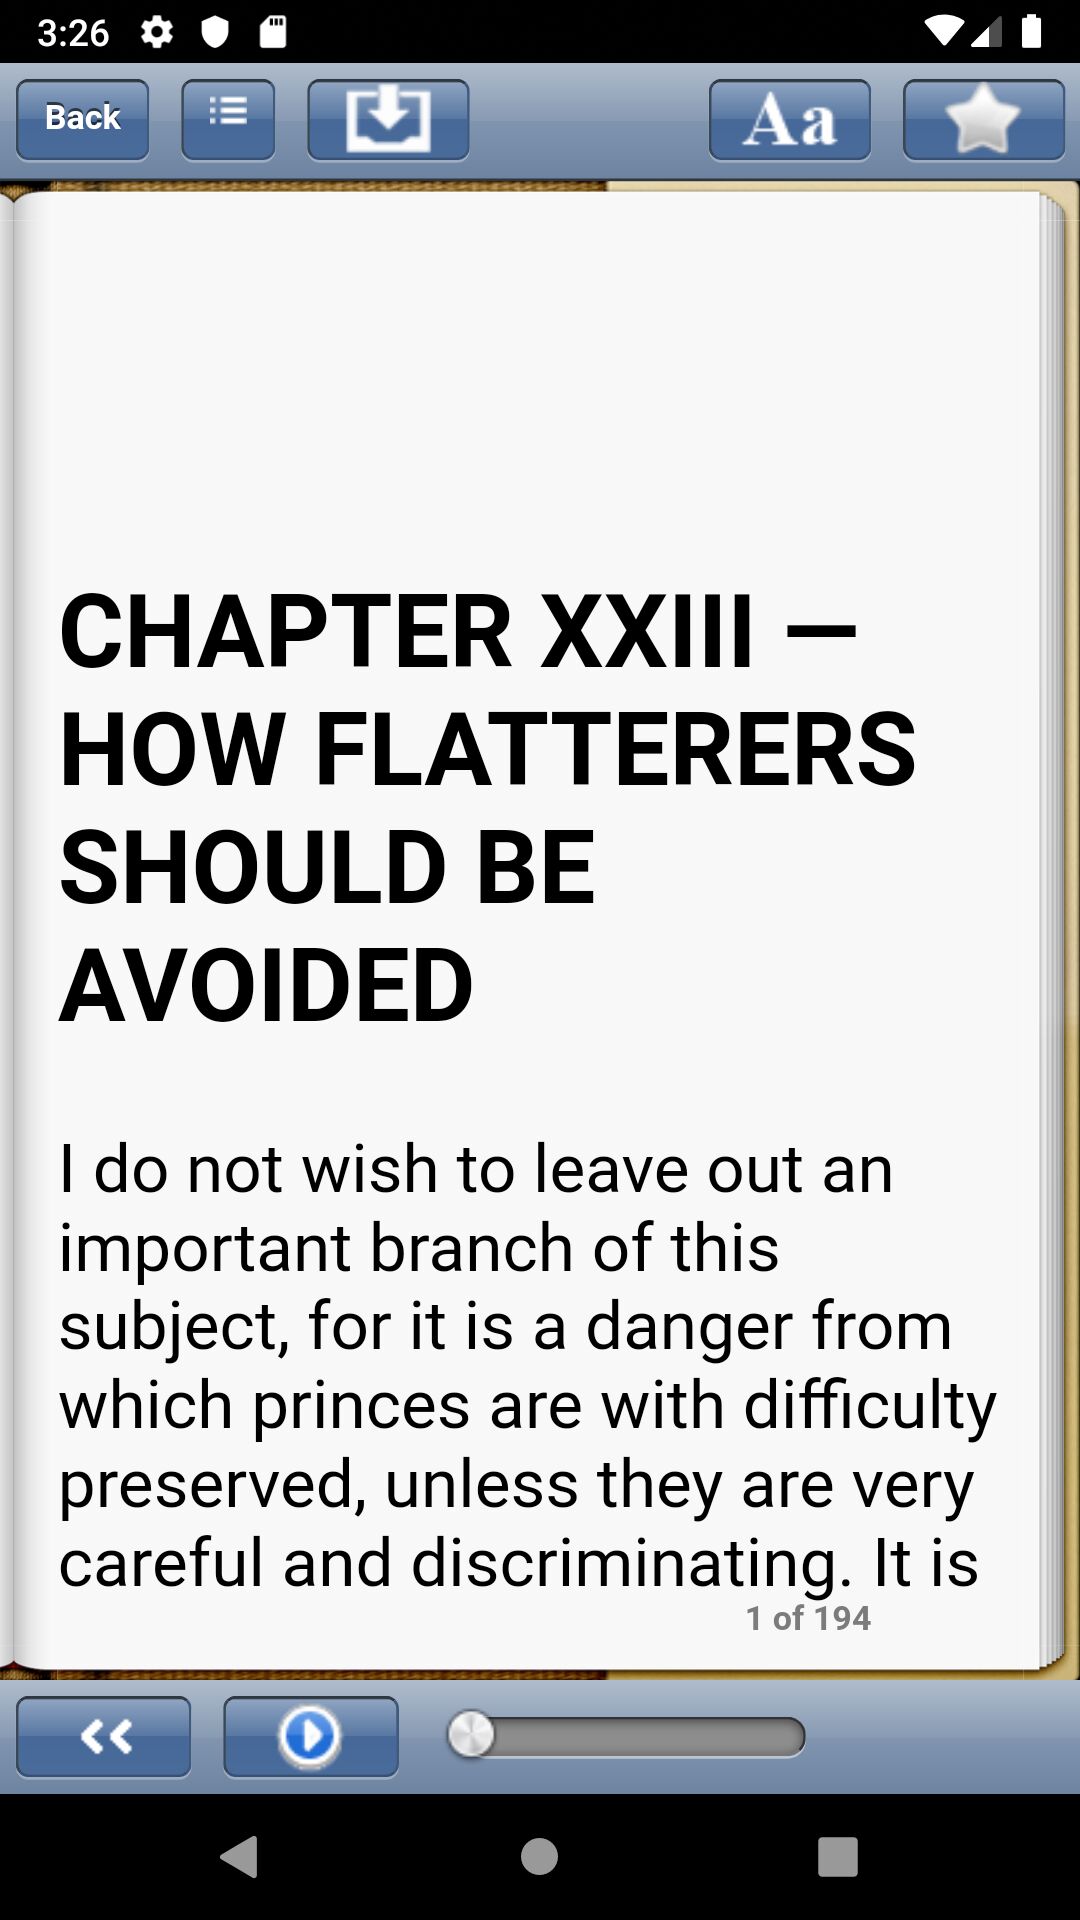 3:26
Back
Aa
CHAPTER XXIII —
HOW FLATTERERS
SHOULD BE
AVOIDED
I do not wish to leave out an
important branch of this
subject, for it is a danger from
which princes are with difficulty
preserved, unless they are very
careful and discriminating. It is
1 of 194